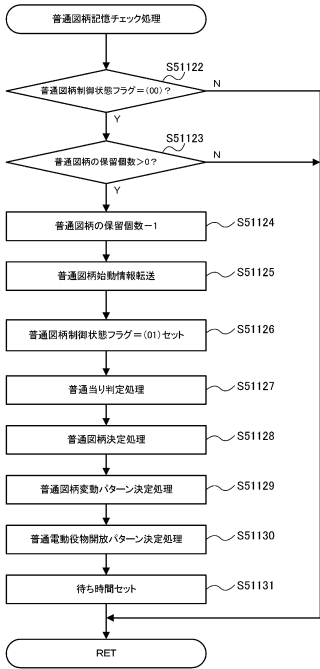 普通図柄記憶チェック処理
S51122
普通図柄制御状態フラグ=(00)?
N
Y
S51123
普通図柄の保留個数>0?
N
Y
普通図柄の保留個数-1
S51124
普通図柄始動情報転送
S51125
普通図柄制御状態フラグ=(01)セット
S51126
普通当り判定処理
S51127
普通図柄決定処理
S51128
普通図柄変動パターン決定処理
S51129
普通電動役物開放パターン決定処理
S51130
待ち時間セット
S51131
RET